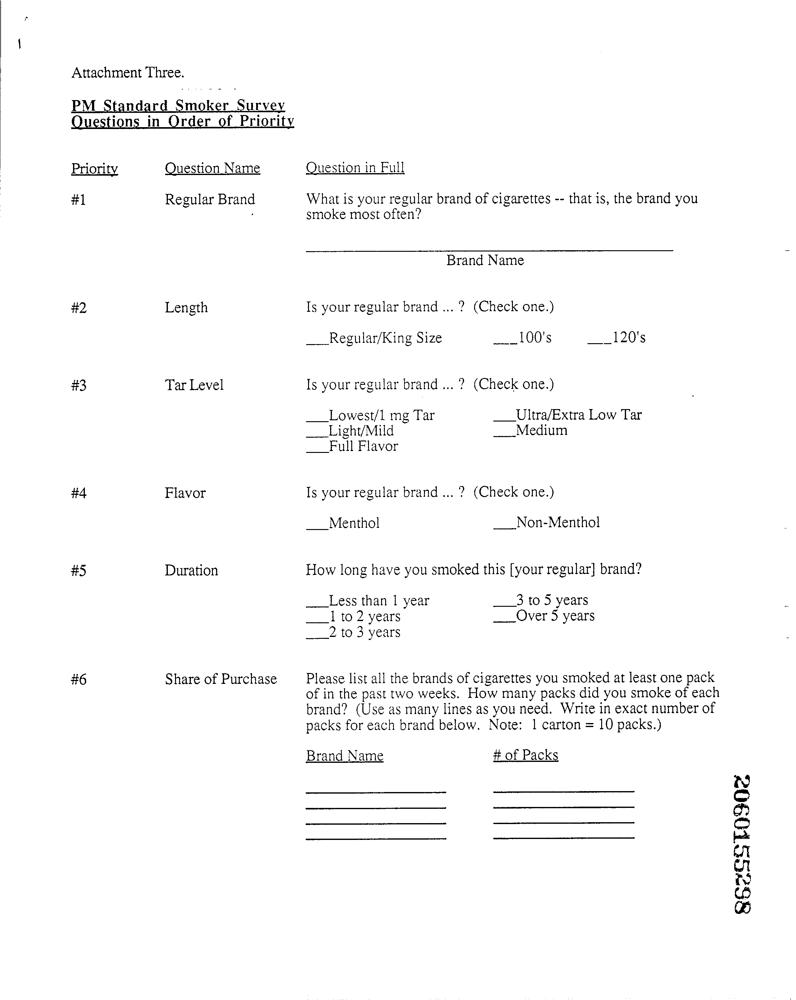 Attachment Three.
PM Standard Smoker Survey
Questions in Order of Priority
Priority Question Name Question in Full
#1 Regular Brand What is your regular brand of cigarettes -- that is, the brand you
smoke most often?
Brand Name
#2 Length Is your regular brand ... ? (Check one.)
___Regular/King Size ___100's ___120's
#3 Tar Level Is your regular brand ... ? (Check one.)
___Lowest/1 mg Tar ___Ultra/Extra Low Tar
___Light/Mild ___Medium
___Full Flavor
#4 Flavor Is your regular brand ... ? (Check one.)
___Menthol ___Non-Menthol
#5 Duration How long have you smoked this [your regular] brand?
___Less than 1 year ___3 to 5 years
___1 to 2 years ___Over 5 years
___2 to 3 years
#6 Share of Purchase Please list all the brands of cigarettes you smoked at least one pack
of in the past two weeks. How many packs did you smoke of each
brand? (Use as many lines as you need. Write in exact number of
packs for each brand below. Note: 1 carton = 10 packs.)
Brand Name # of Packs
2060155298